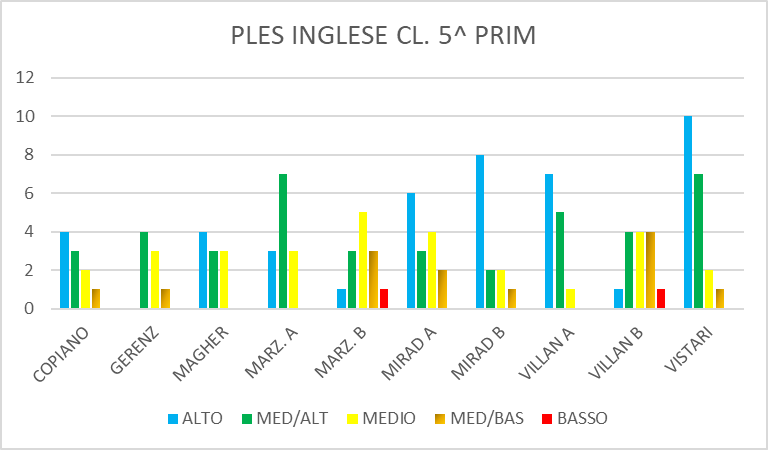 PLES INGLESE CL. 5^ PRIM
12
10
8
6
4
2
0
COPIANO
GERENZ
MAGHER
MARZ. A
MARZ. B
MIRAD A
MIRAD B
VILLAN A
VILLAN B
VISTARI
ALTO MED/ALT MEDIO MED/BAS BASSO